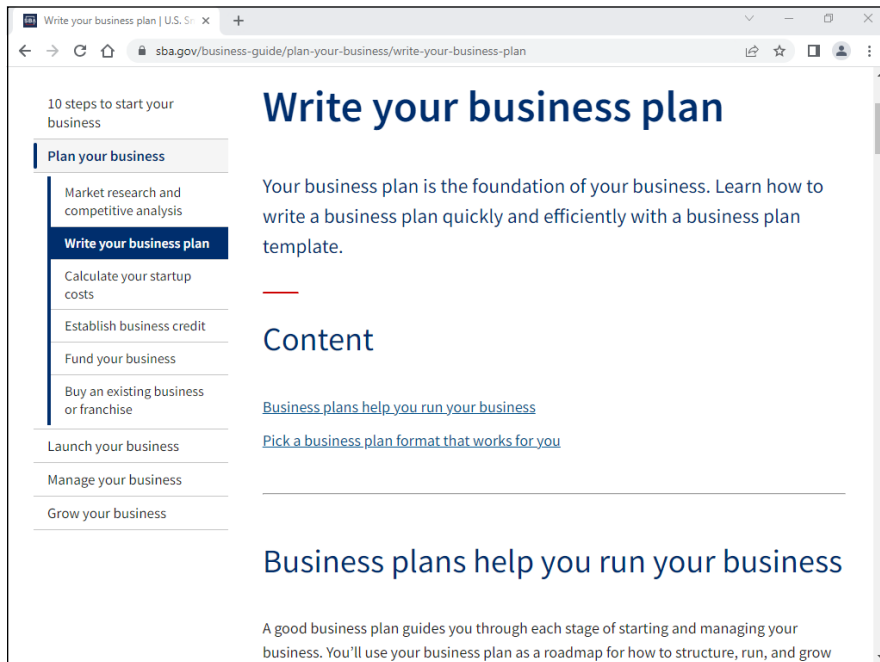 Write your business plan | U.S. Sm
sba.gov/business-guide/plan-your-business/write-your-business-plan
10 steps to start your
business
Plan your business
Market research and
competitive analysis
Write your business plan
Calculate your startup
costs
Establish business credit
Fund your business
Buy an existing business
or franchise
Launch your business
Manage your business
Grow your business
Write your business plan
Your business plan is the foundation of your business. Learn how to
write a business plan quickly and efficiently with a business plan
template.
Content
Business plans help you run your business
Pick a business plan format that works for you
Business plans help you run your business
A good business plan guides you through each stage of starting and managing your
business. You’ll use your business plan as a roadmap for how to structure, run, and grow